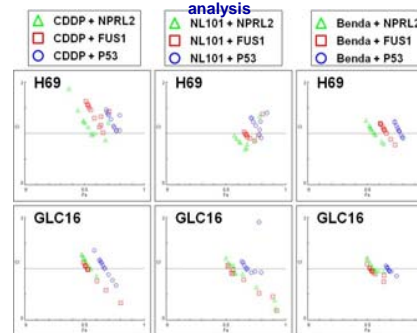 analysis
CDDP + NPRL2
CDDP + FUS1
CDDP + P53
NL101 + NPRL2
NL101 + FUS1
NL101 + P53
Benda + NPRL2
Benda + FUS1
Benda + P53
H69
H69
H69
GLC16
GLC16
GLC16